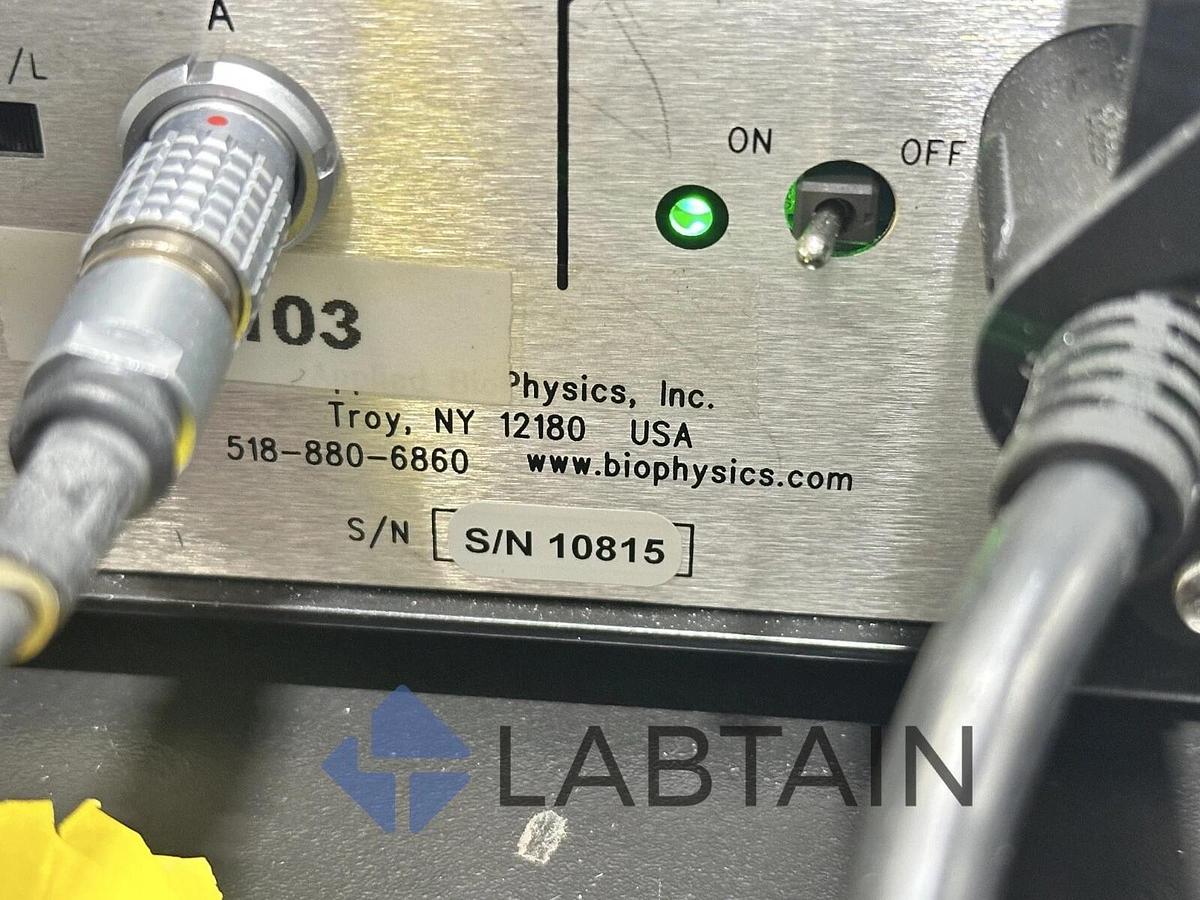 A
/L
ON
OFF
103
Physics, Inc.
Troy, NY 12180 USA
518-880-6860 www.biophysics.com
S/N [S/N 10815]
LABTAIN